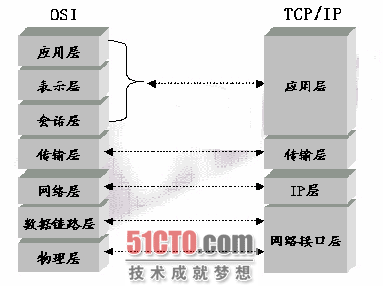 OSI
TCP/IP
应用层
表示层
会话层
传输层
网络层
数据链路层
物理层
应用层
传输层
IP层
网络接口层
51CTO.com
技术成就梦想